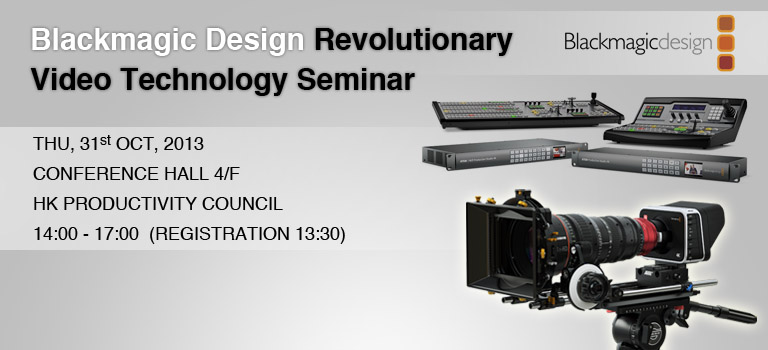 Blackmagic Design Revolutionary
Video Technology Seminar
Blackmagicdesign
THU, 31st OCT, 2013
CONFERENCE HALL 4/F
HK PRODUCTIVITY COUNCIL
14:00 - 17:00 (REGISTRATION 13:30)